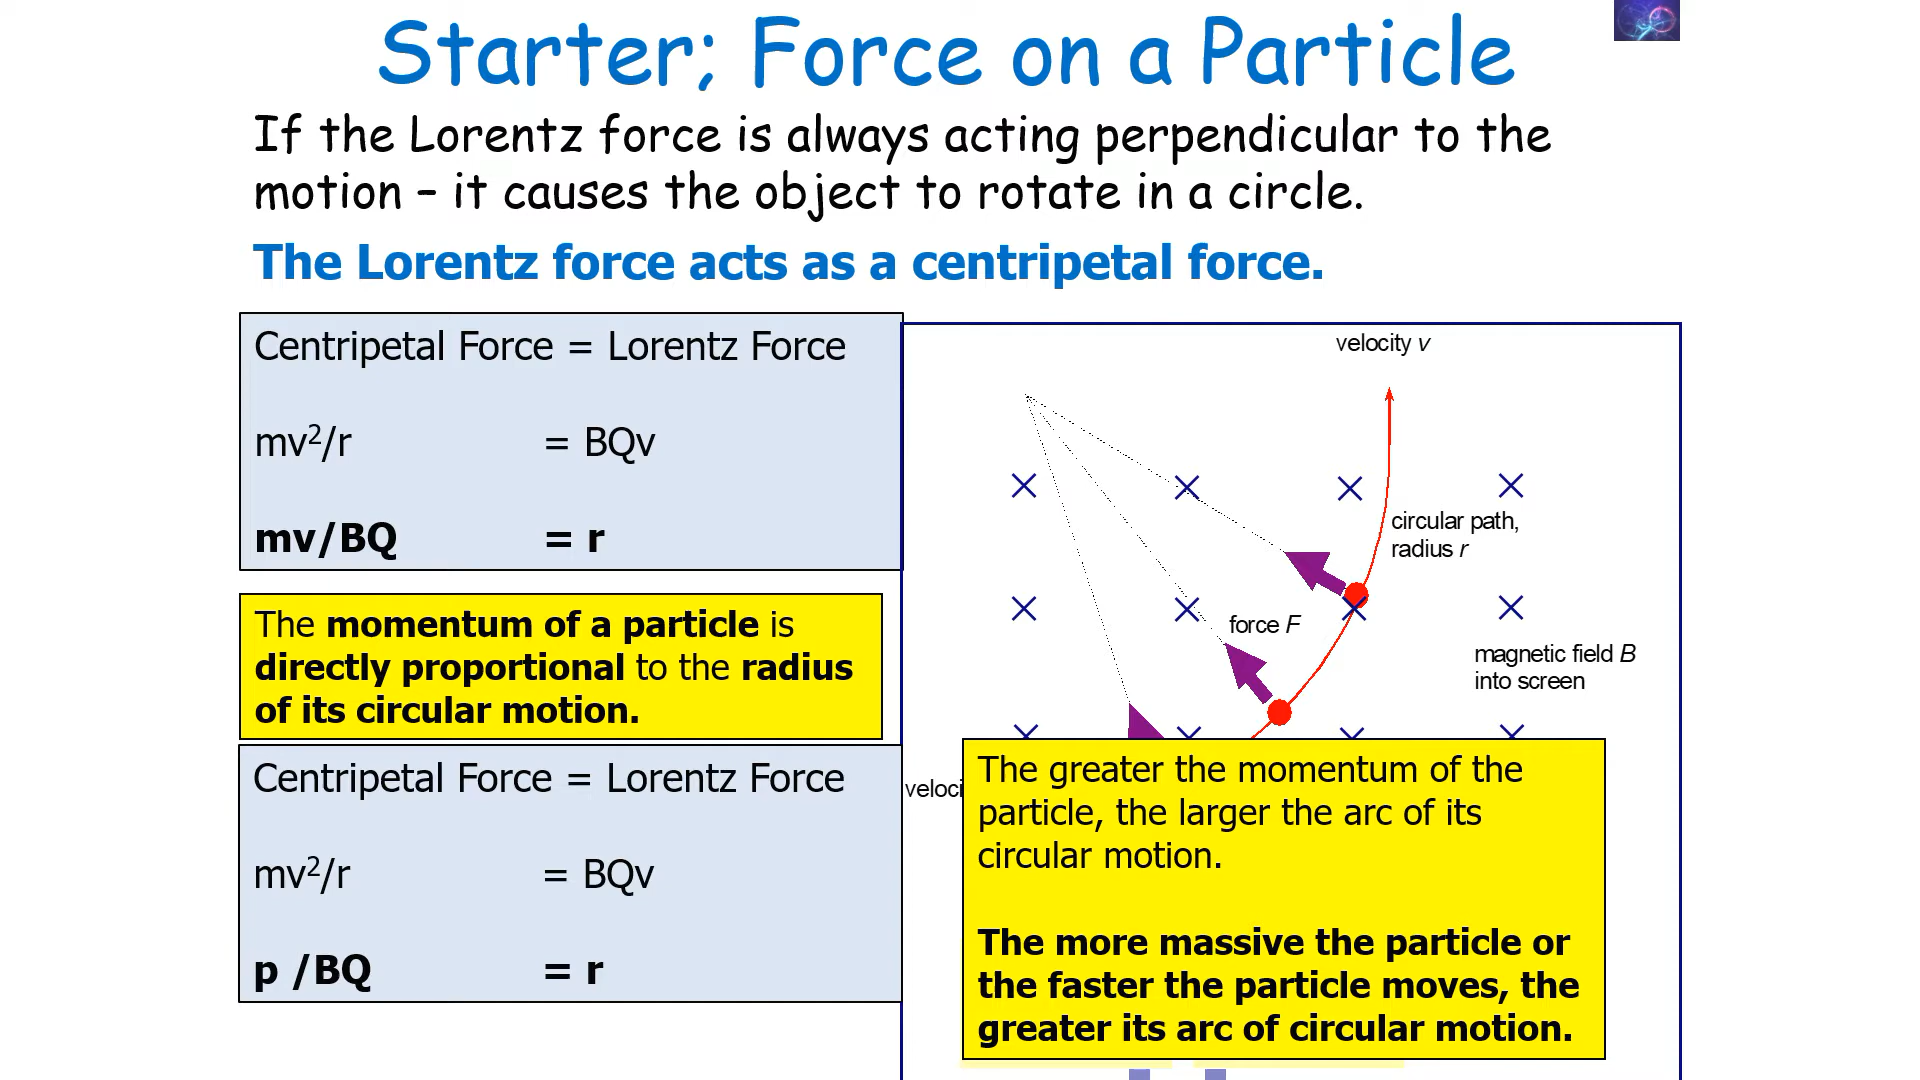 Starter; Force on a Particle
If the Lorentz force is always acting perpendicular to the
motion – it causes the object to rotate in a circle.
The Lorentz force acts as a centripetal force.
Centripetal Force = Lorentz Force
mv²/r = BQv
mv/BQ = r
The momentum of a particle is
directly proportional to the radius
of its circular motion.
Centripetal Force = Lorentz Force
mv²/r = BQv
p /BQ = r
velocity v
circular path,
radius r
force F
magnetic field B
into screen
The greater the momentum of the
particle, the larger the arc of its
circular motion.
The more massive the particle or
the faster the particle moves, the
greater its arc of circular motion.